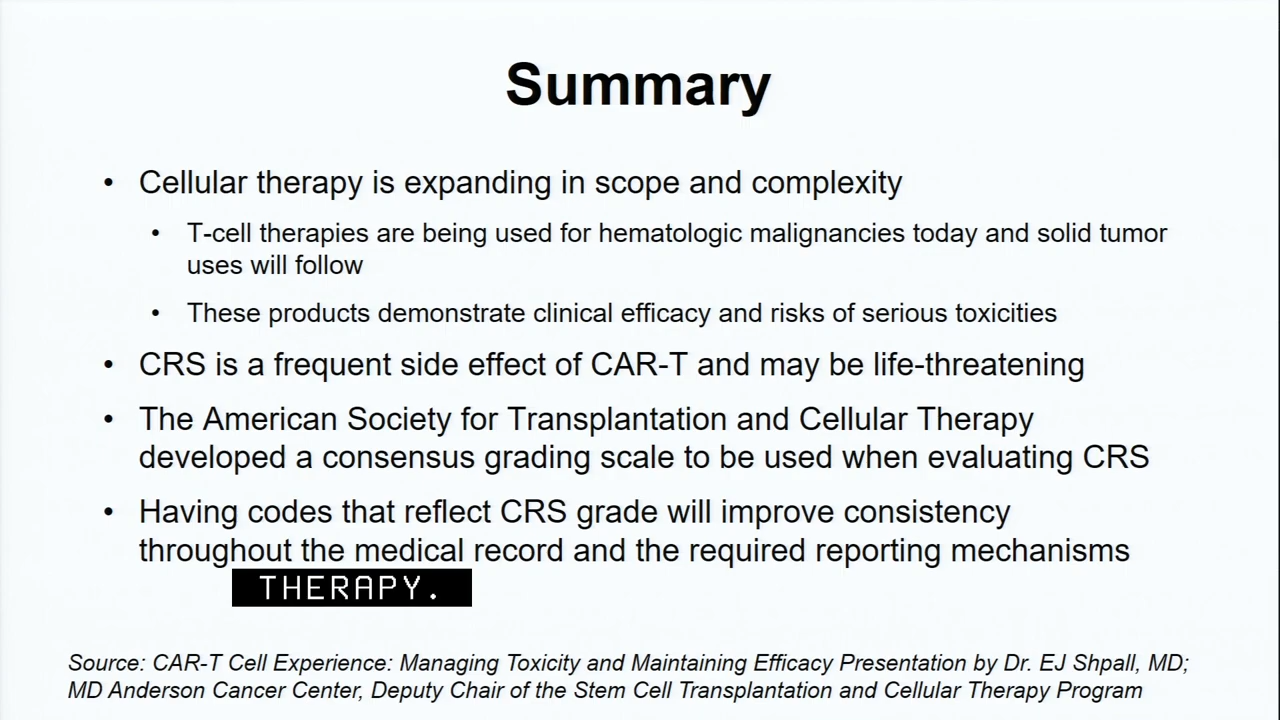 Summary
• Cellular therapy is expanding in scope and complexity
• T-cell therapies are being used for hematologic malignancies today and solid tumor
uses will follow
• These products demonstrate clinical efficacy and risks of serious toxicities
• CRS is a frequent side effect of CAR-T and may be life-threatening
• The American Society for Transplantation and Cellular Therapy
developed a consensus grading scale to be used when evaluating CRS
• Having codes that reflect CRS grade will improve consistency
throughout the medical record and the required reporting mechanisms
THERAPY.
Source: CAR-T Cell Experience: Managing Toxicity and Maintaining Efficacy Presentation by Dr. EJ Shpall, MD;
MD Anderson Cancer Center, Deputy Chair of the Stem Cell Transplantation and Cellular Therapy Program